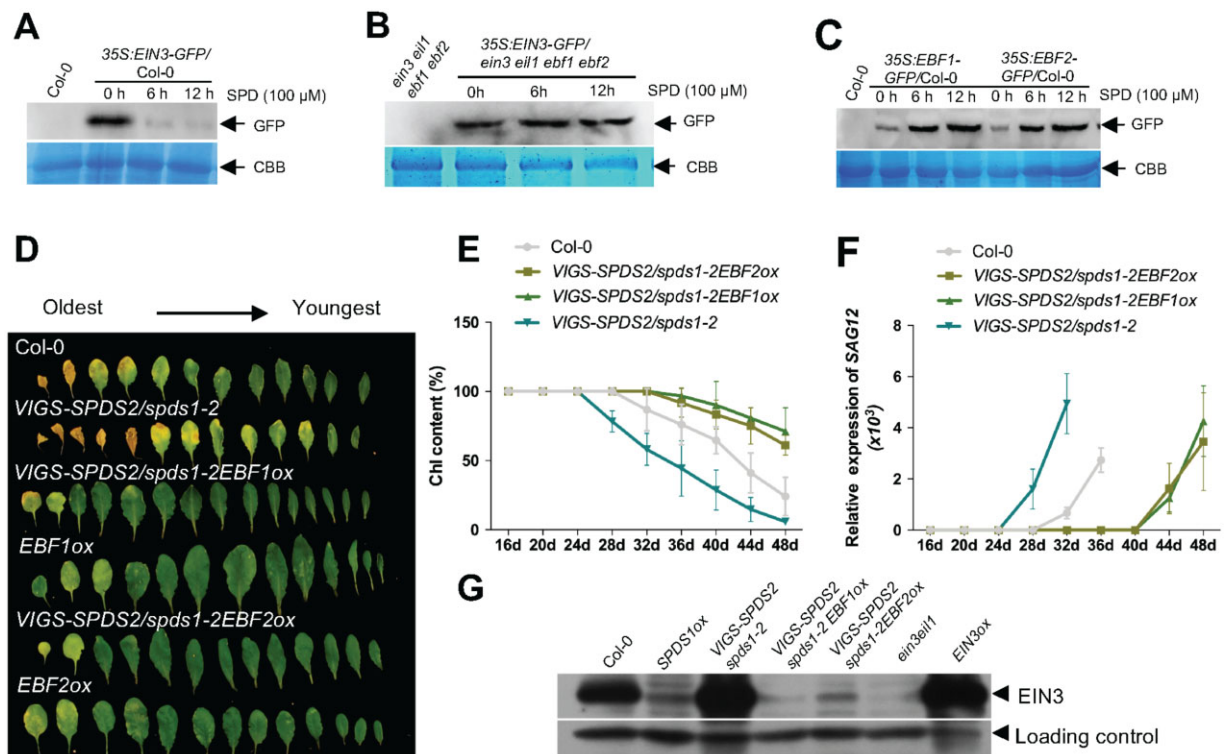 A
35S:EIN3-GFP/
Col-0
Col-0
0 h 6 h 12 h SPD (100 µM)
GFP
CBB
B
ein3 eil1
ebf1 ebf2
35S:EIN3-GFP/
ein3 eil1 ebf1 ebf2
0h 6h 12h SPD (100 µM)
GFP
CBB
C
Col-0
35S:EBF1-
GFP/Col-0
35S:EBF2-
GFP/Col-0
0 h 6 h 12 h 0 h 6 h 12 h SPD (100 µM)
GFP
CBB
D
Oldest Youngest
Col-0
VIGS-SPDS2/spds1-2
VIGS-SPDS2/spds1-2EBF1ox
EBF1ox
VIGS-SPDS2/spds1-2EBF2ox
EBF2ox
E
Col-0
VIGS-SPDS2/spds1-2EBF2ox
VIGS-SPDS2/spds1-2EBF1ox
VIGS-SPDS2/spds1-2
Chl content (%)
150
100
50
0
16d 20d 24d 28d 32d 36d 40d 44d 48d
F
Col-0
VIGS-SPDS2/spds1-2EBF2ox
VIGS-SPDS2/spds1-2EBF1ox
VIGS-SPDS2/spds1-2
Relative expression of SAG12
(x10³)
8
6
4
2
0
16d 20d 24d 28d 32d 36d 40d 44d 48d
G
Col-0
SPDS1ox
VIGS-SPDS2
spds1-2
VIGS-SPDS2
spds1-2 EBF1ox
VIGS-SPDS2
spds1-2EBF2ox
ein3eil1
EIN3ox
EIN3
Loading control